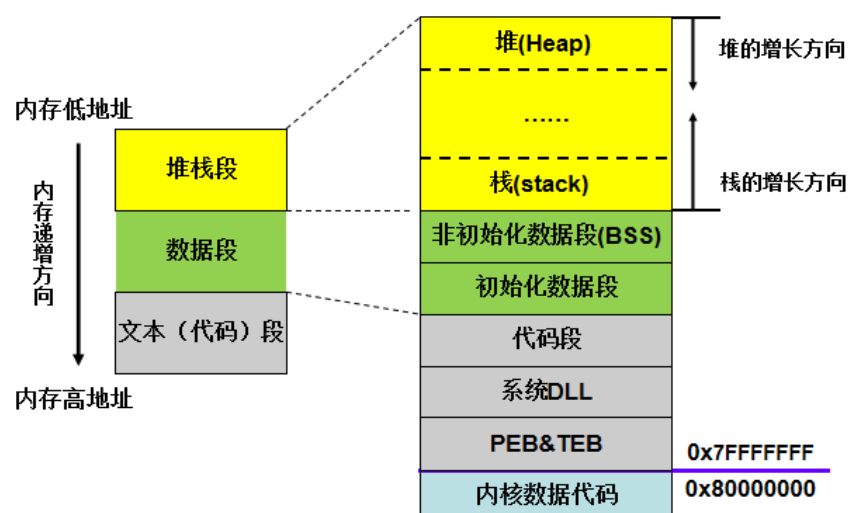 堆(Heap)
堆的增长方向
内存低地址
……
堆栈段
栈(stack)
栈的增长方向
内存递增方向
非初始化数据段(BSS)
数据段
初始化数据段
文本（代码）段
代码段
内存高地址
系统DLL
PEB&TEB
0x7FFFFFFF
内核数据代码
0x80000000